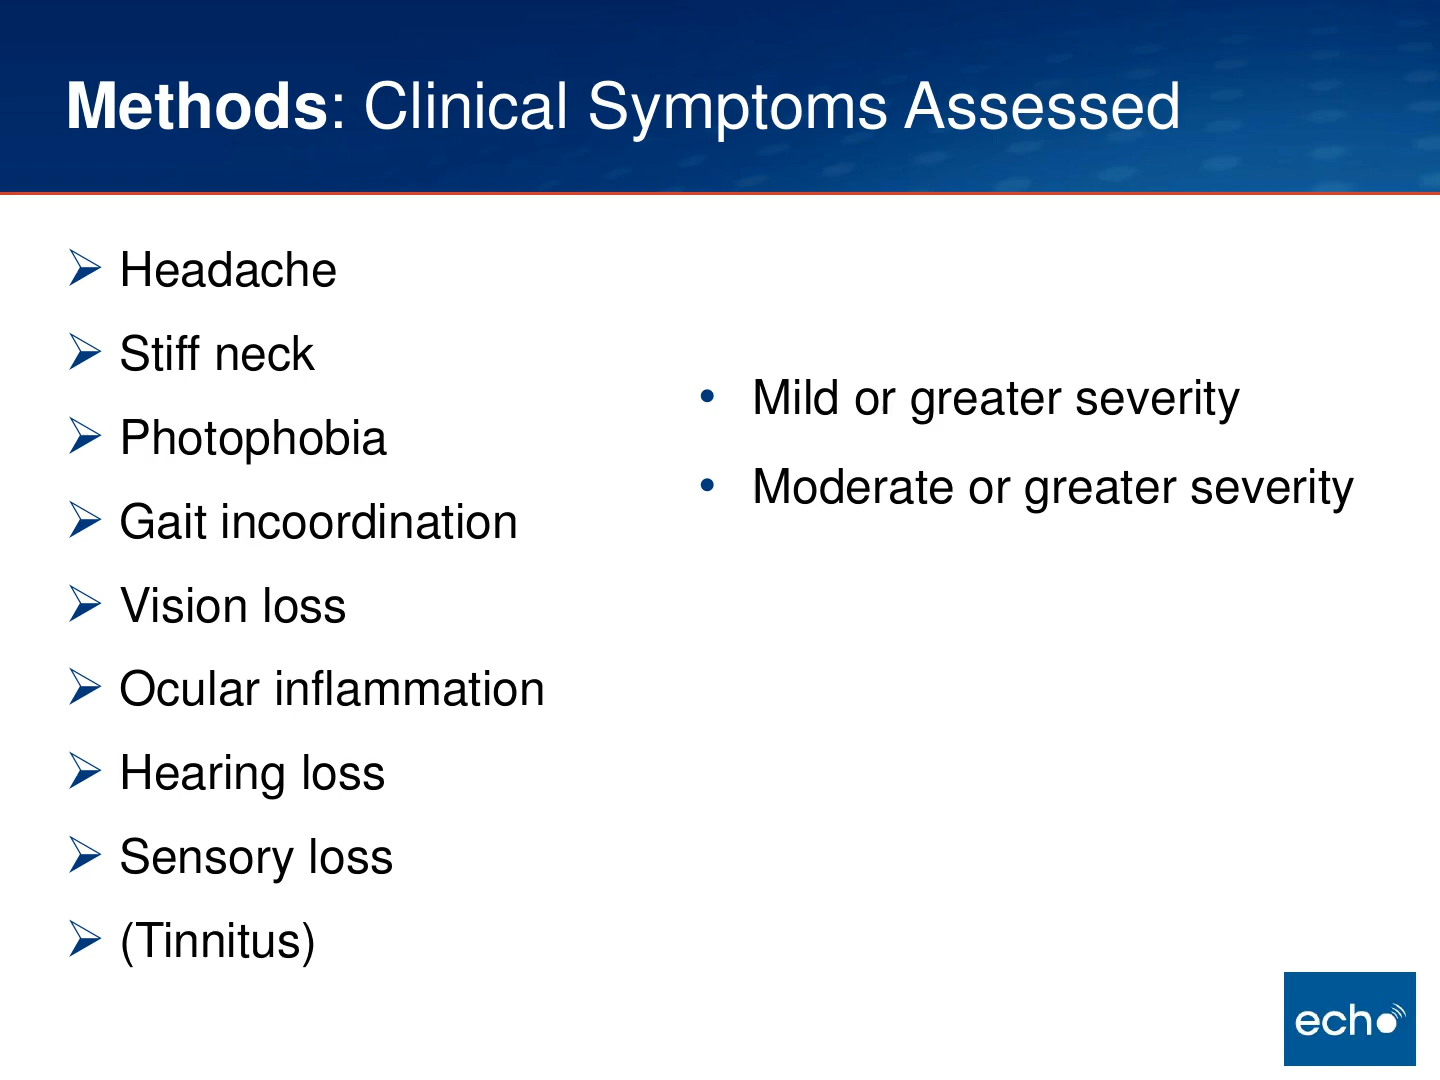 Methods: Clinical Symptoms Assessed
➢ Headache
➢ Stiff neck
➢ Photophobia
➢ Gait incoordination
➢ Vision loss
➢ Ocular inflammation
➢ Hearing loss
➢ Sensory loss
➢ (Tinnitus)
• Mild or greater severity
• Moderate or greater severity
echo